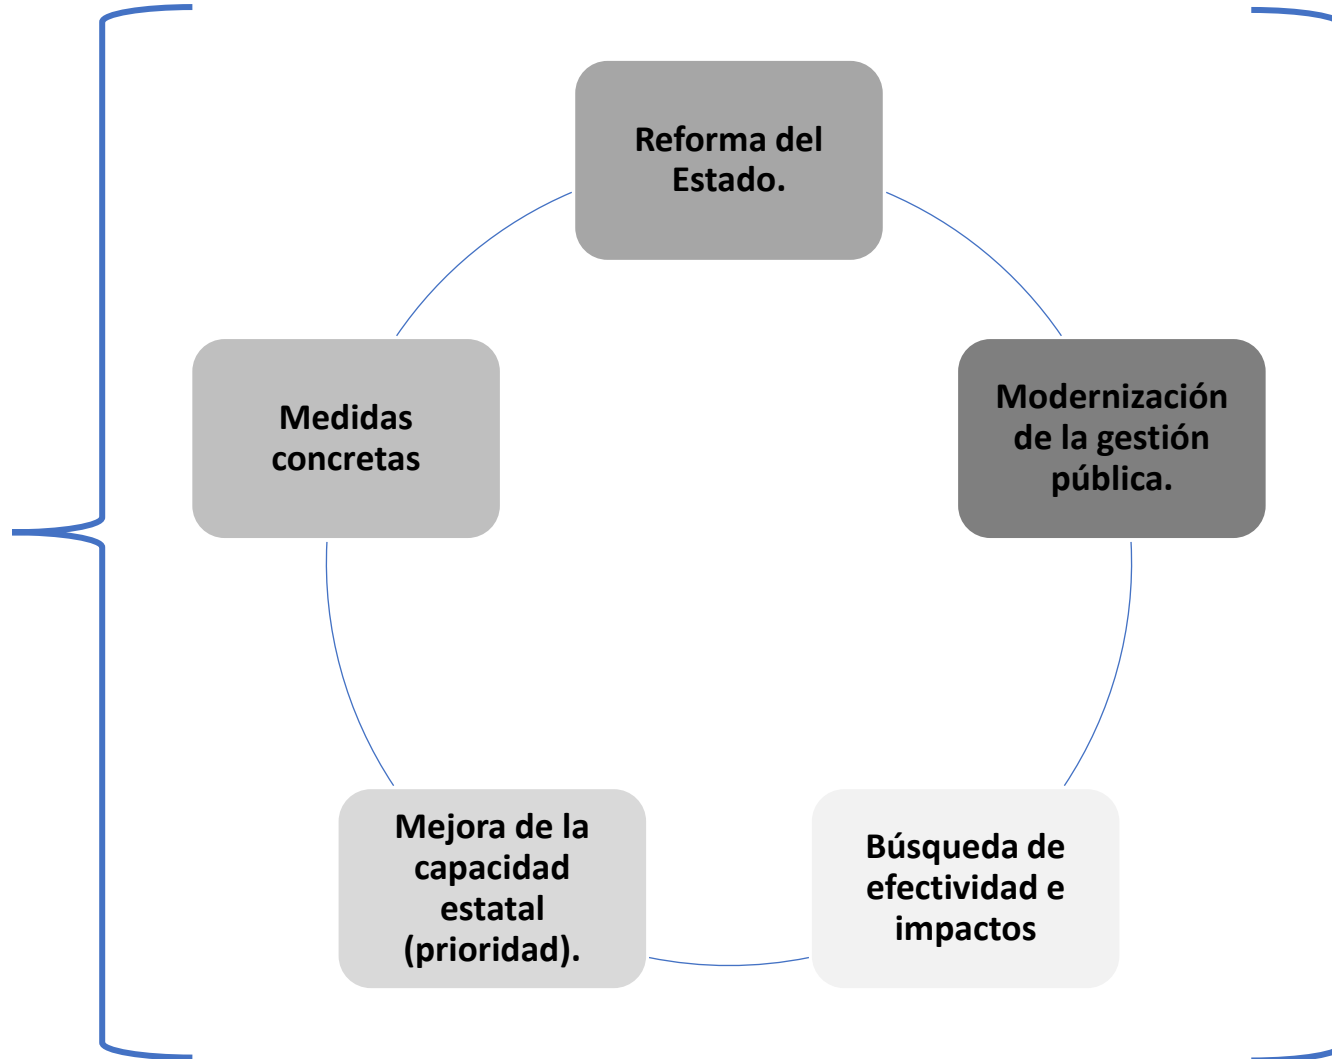 Reforma del
Estado.
Modernización
de la gestión
pública.
Búsqueda de
efectividad e
impactos
Mejora de la
capacidad
estatal
(prioridad).
Medidas
concretas